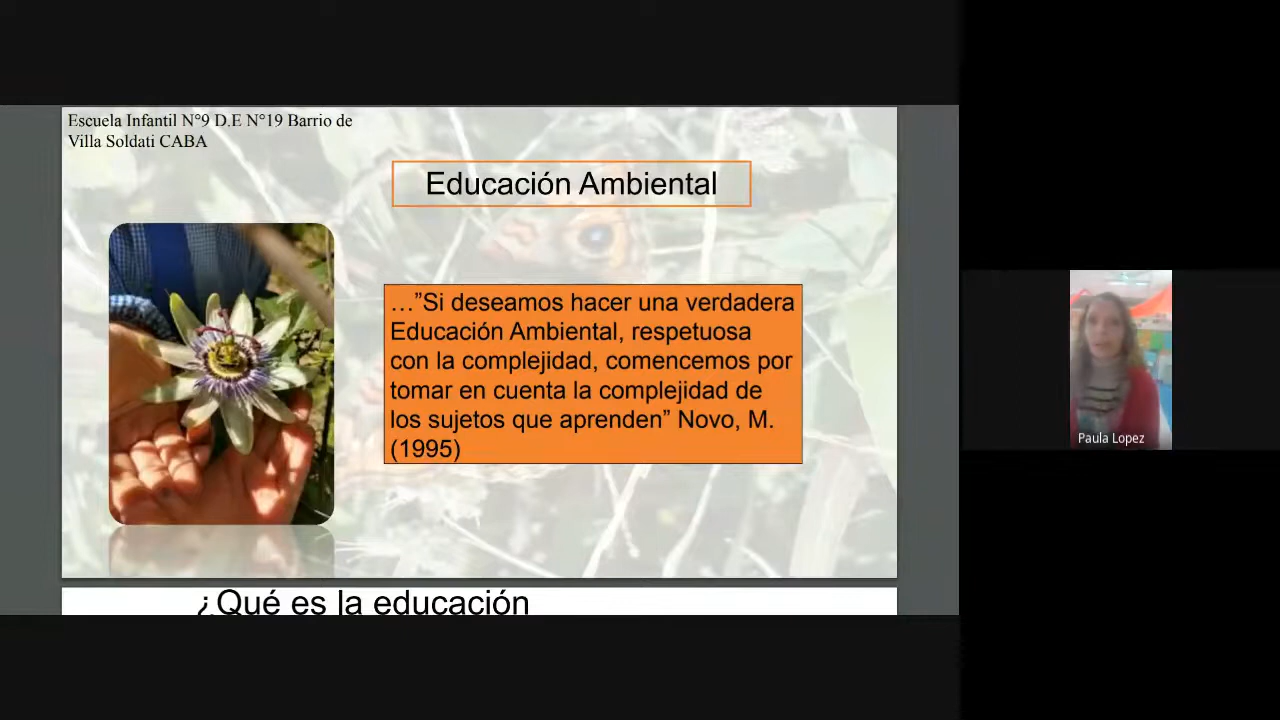 Escuela Infantil N°9 D.E N°19 Barrio de
Villa Soldati CABA
Educación Ambiental
…”Si deseamos hacer una verdadera
Educación Ambiental, respetuosa
con la complejidad, comencemos por
tomar en cuenta la complejidad de
los sujetos que aprenden” Novo, M.
(1995)
¿Qué es la educación
Paula Lopez